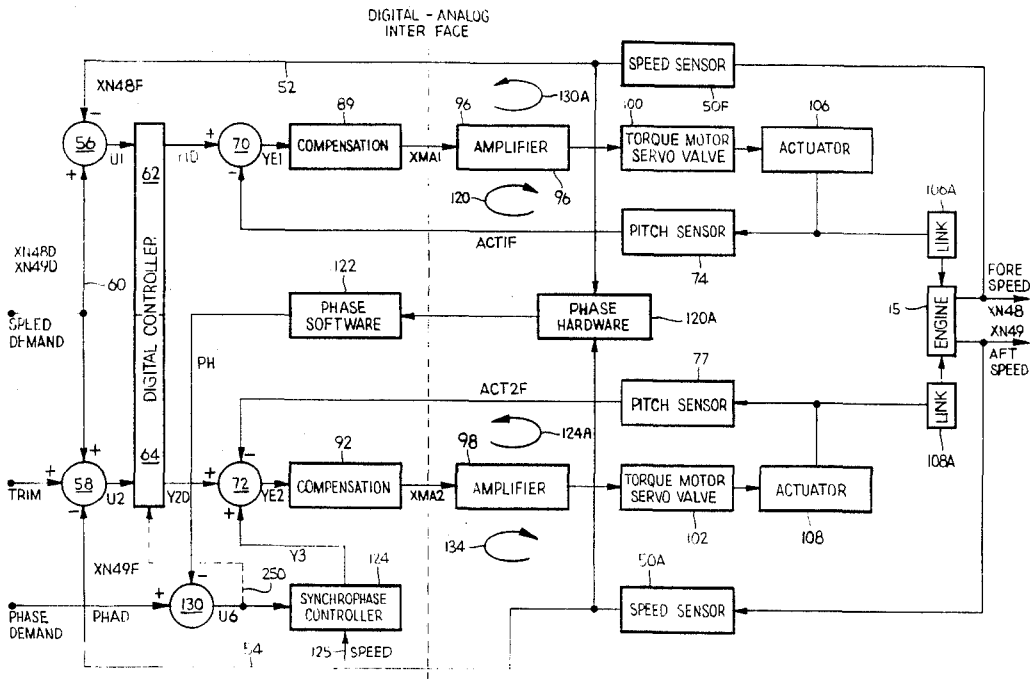 DIGITAL - ANALOG
INTER FACE
XN48F
52
SPEED SENSOR
50F
130A
89
96
100
106
56
U1
62
70
YE1
COMPENSATION
XMA1
AMPLIFIER
TORQUE MOTOR
SERVO VALVE
ACTUATOR
120
96
106A
ACT1F
PITCH SENSOR
LINK
74
XN48D
XN49D
60
122
FORE
SPEED
XN48
SPEED
DEMAND
DIGITAL CONTROLLER
PHASE
SOFTWARE
PHASE
HARDWARE
120A
15
ENGINE
XN49
AFT
SPEED
PH
77
ACT2F
PITCH SENSOR
LINK
108A
124A
64
92
98
TRIM
58
U2
Y2D
72
YE2
COMPENSATION
XMA2
AMPLIFIER
TORQUE MOTOR
SERVO VALVE
ACTUATOR
102
108
134
Y3
124
XN49F
250
50A
PHASE
DEMAND
PHAD
130
U6
SYNCHROPHASE
CONTROLLER
SPEED SENSOR
54
125
SPEED